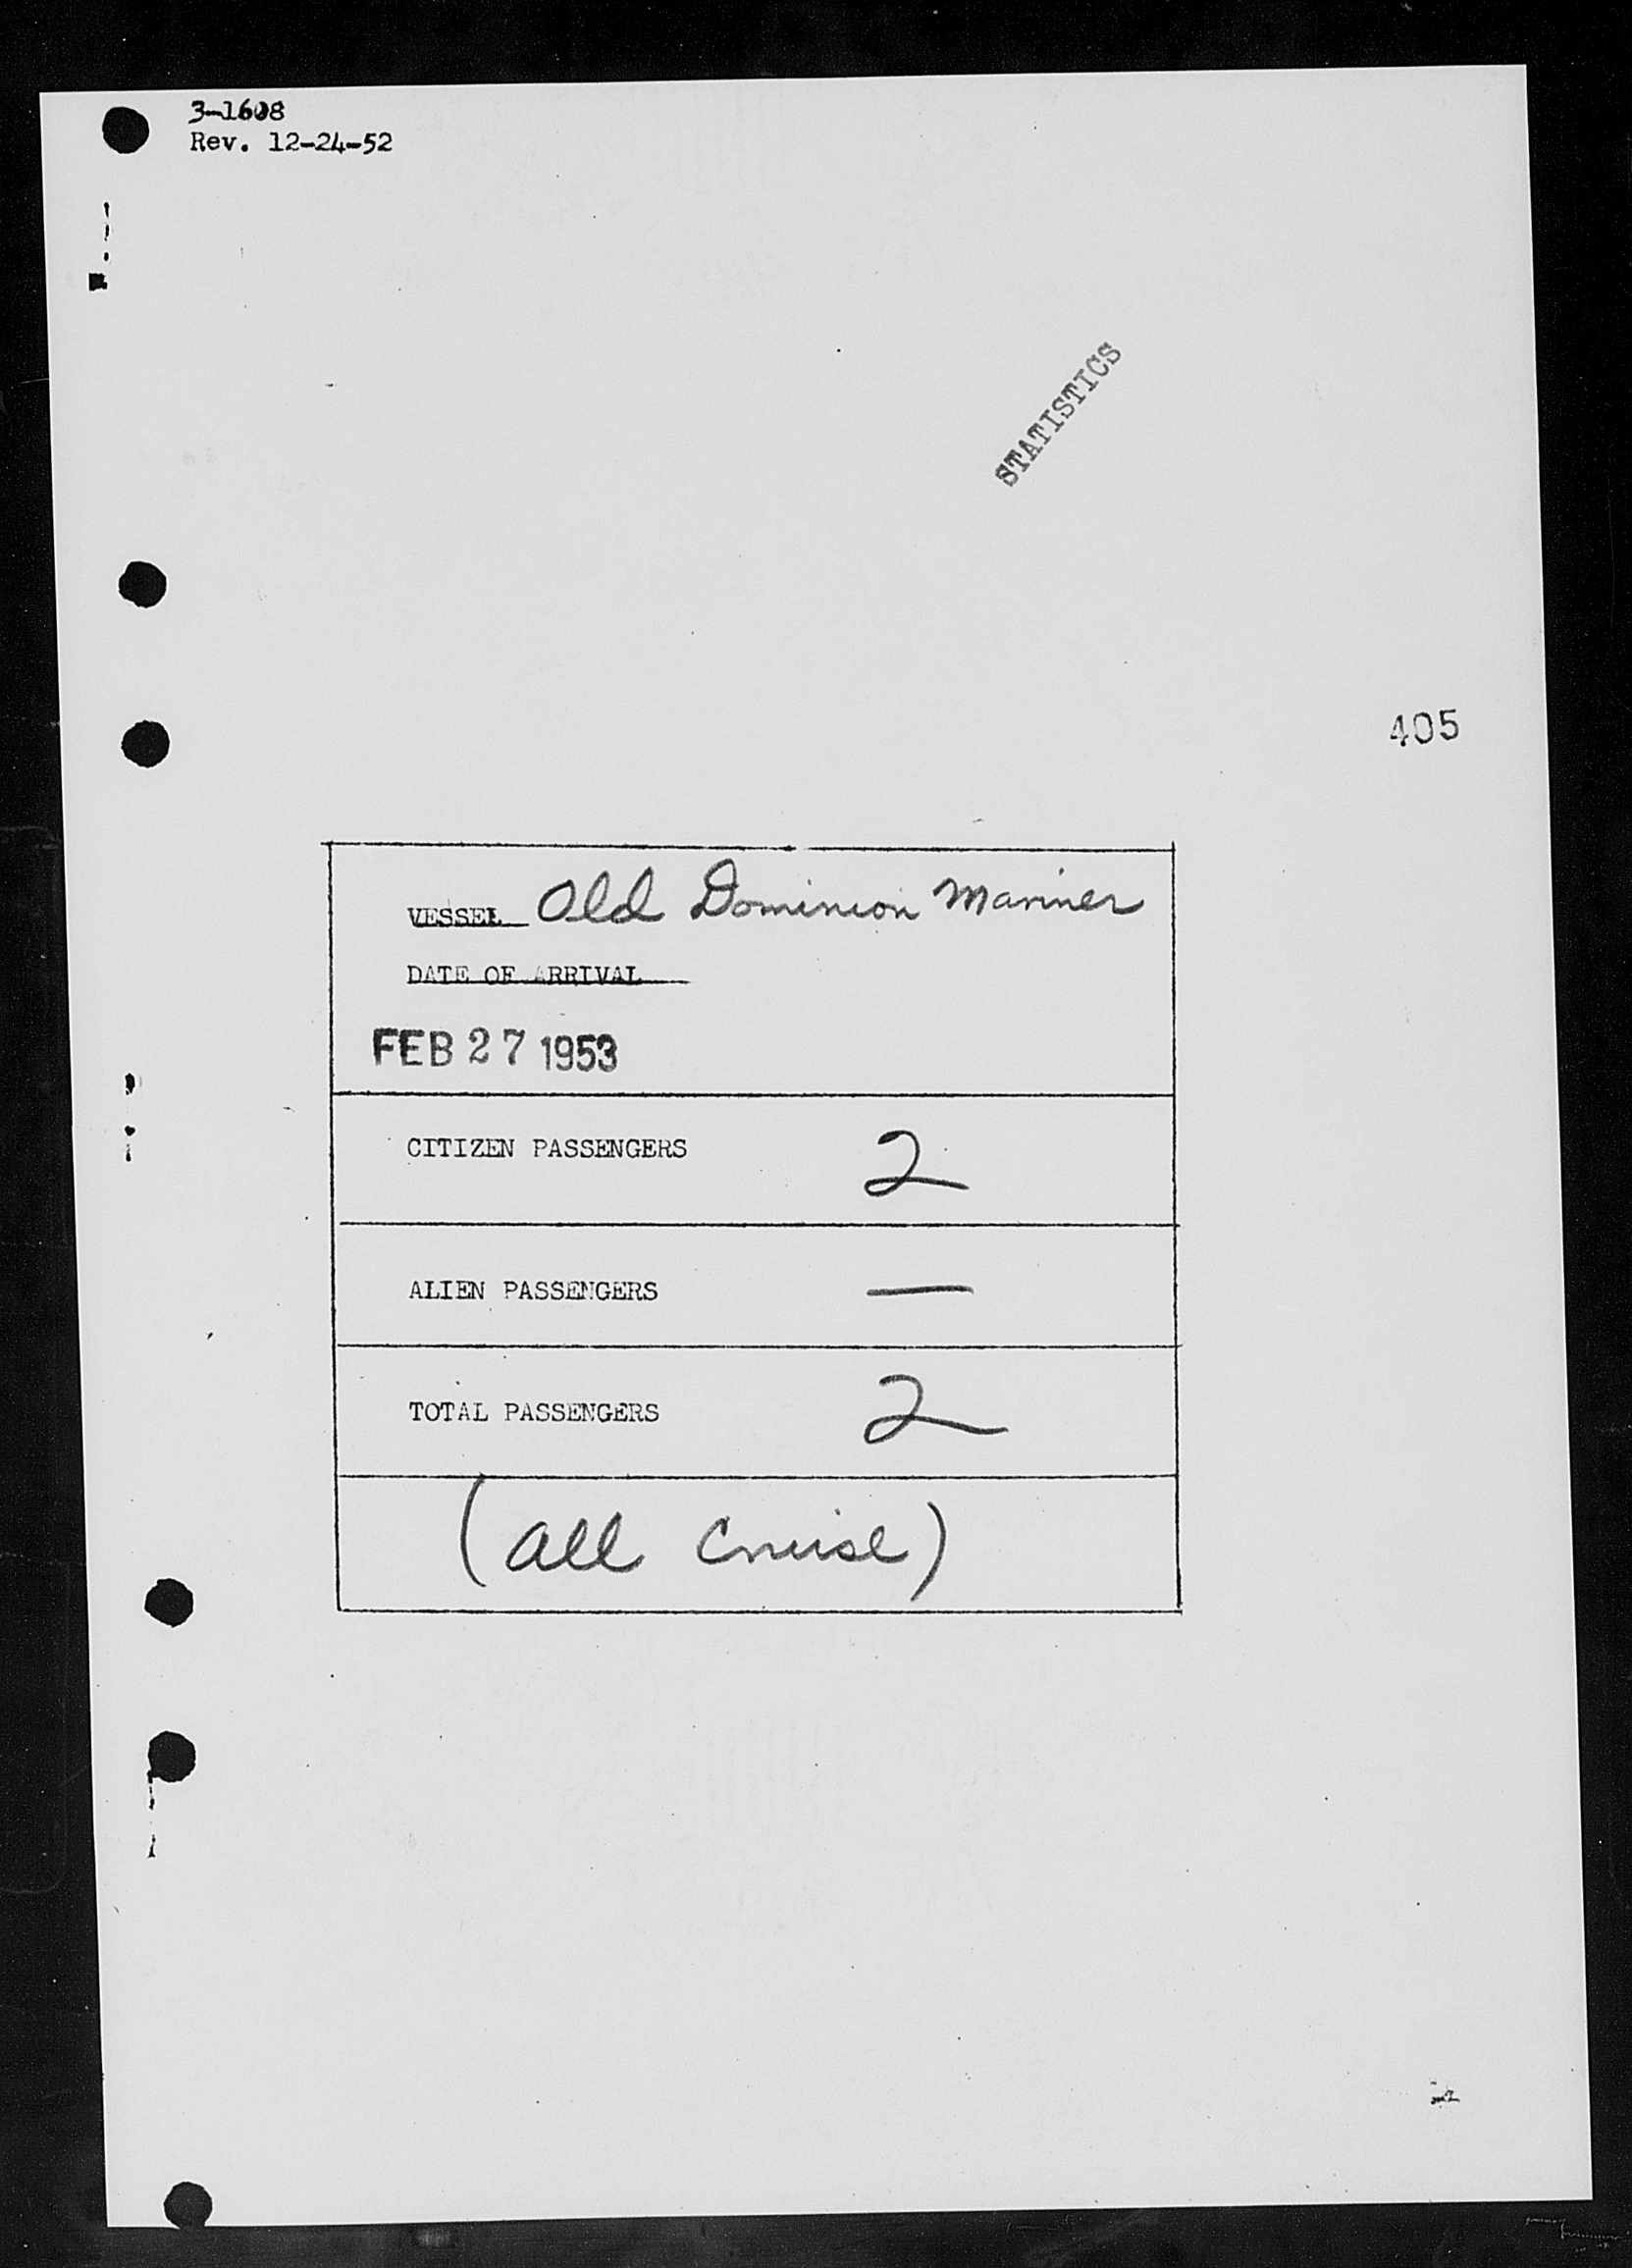 3-1608
Rev. 12-24-52
STATISTICS
405
VESSEL Old Dominion Mariner
DATE OF ARRIVAL
FEB 27 1953
CITIZEN PASSENGERS 2
ALIEN PASSENGERS —
TOTAL PASSENGERS 2
(all Cruise)